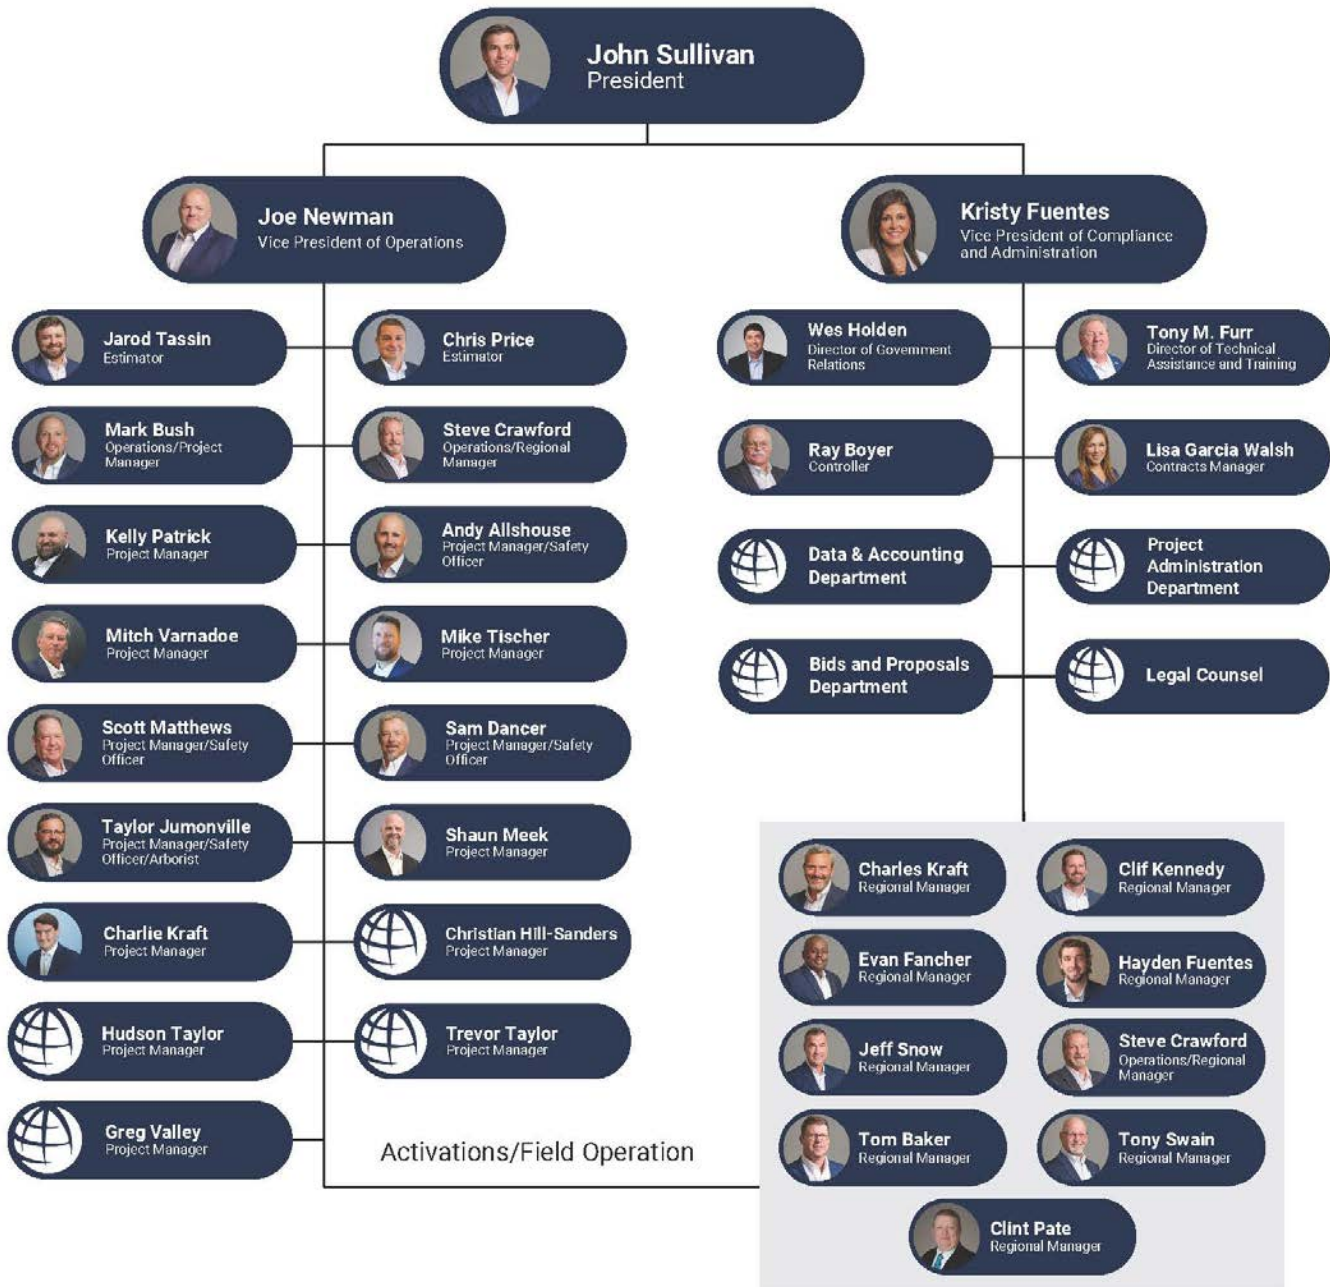 John Sullivan
President
Joe Newman
Vice President of Operations
Kristy Fuentes
Vice President of Compliance
and Administration
Jarod Tassin
Estimator
Chris Price
Estimator
Mark Bush
Operations/Project
Manager
Steve Crawford
Operations/Regional
Manager
Kelly Patrick
Project Manager
Andy Allshouse
Project Manager/Safety
Officer
Mitch Varnadoe
Project Manager
Mike Tischer
Project Manager
Scott Matthews
Project Manager/Safety
Officer
Sam Dancer
Project Manager/Safety
Officer
Taylor Jumonville
Project Manager/Safety
Officer/Arborist
Shaun Meek
Project Manager
Charlie Kraft
Project Manager
Christian Hill-Sanders
Project Manager
Hudson Taylor
Project Manager
Trevor Taylor
Project Manager
Greg Valley
Project Manager
Activations/Field Operation
Wes Holden
Director of Government
Relations
Tony M. Furr
Director of Technical
Assistance and Training
Ray Boyer
Controller
Lisa Garcia Walsh
Contracts Manager
Data & Accounting
Department
Project
Administration
Department
Bids and Proposals
Department
Legal Counsel
Charles Kraft
Regional Manager
Clif Kennedy
Regional Manager
Evan Fancher
Regional Manager
Hayden Fuentes
Regional Manager
Jeff Snow
Regional Manager
Steve Crawford
Operations/Regional
Manager
Tom Baker
Regional Manager
Tony Swain
Regional Manager
Clint Pate
Regional Manager